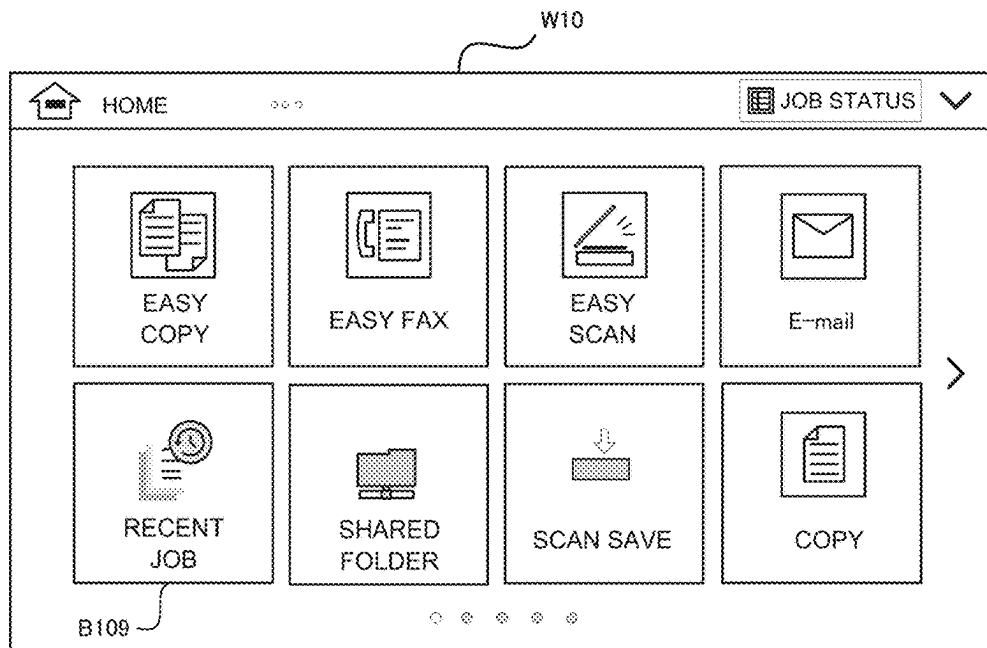 W10
HOME
JOB STATUS
EASY
COPY
EASY FAX
EASY
SCAN
E-mail
RECENT
JOB
SHARED
FOLDER
SCAN SAVE
COPY
B109